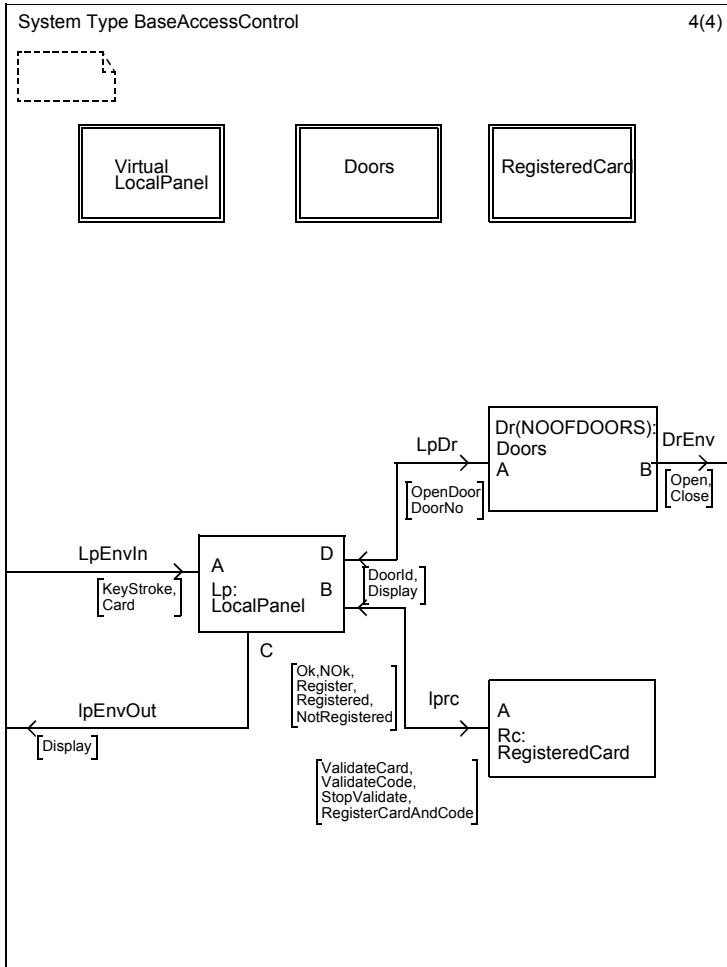 System Type BaseAccessControl
4(4)
Virtual
LocalPanel
Doors
RegisteredCard
Dr(NOOFDOORS):
Doors
A
B
LpDr
DrEnv
[OpenDoor
DoorNo]
[Open,
Close]
LpEnvIn
[KeyStroke,
Card]
A
D
Lp:
LocalPanel
B
C
[DoorId,
Display]
[Ok,NOk,
Register,
Registered,
NotRegistered]
lprc
lpEnvOut
[Display]
A
Rc:
RegisteredCard
[ValidateCard,
ValidateCode,
StopValidate,
RegisterCardAndCode]